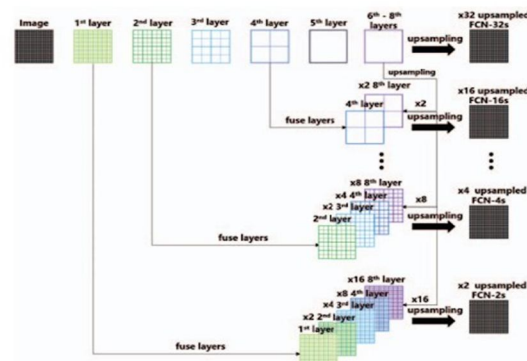 Image
1st layer
2nd layer
3rd layer
4th layer
5th layer
6th - 8th
layers
upsampling
x32 upsampled
FCN-32s
upsampling
x2 8th layer
4th layer
x2
upsampling
x16 upsampled
FCN-16s
fuse layers
x8 8th layer
x4 4th layer
x2 3rd layer
2nd layer
x8
upsampling
x4 upsampled
FCN-4s
fuse layers
x16 8th layer
x8 4th layer
x4 3rd layer
x2 2nd layer
1st layer
x16
upsampling
x2 upsampled
FCN-2s
fuse layers